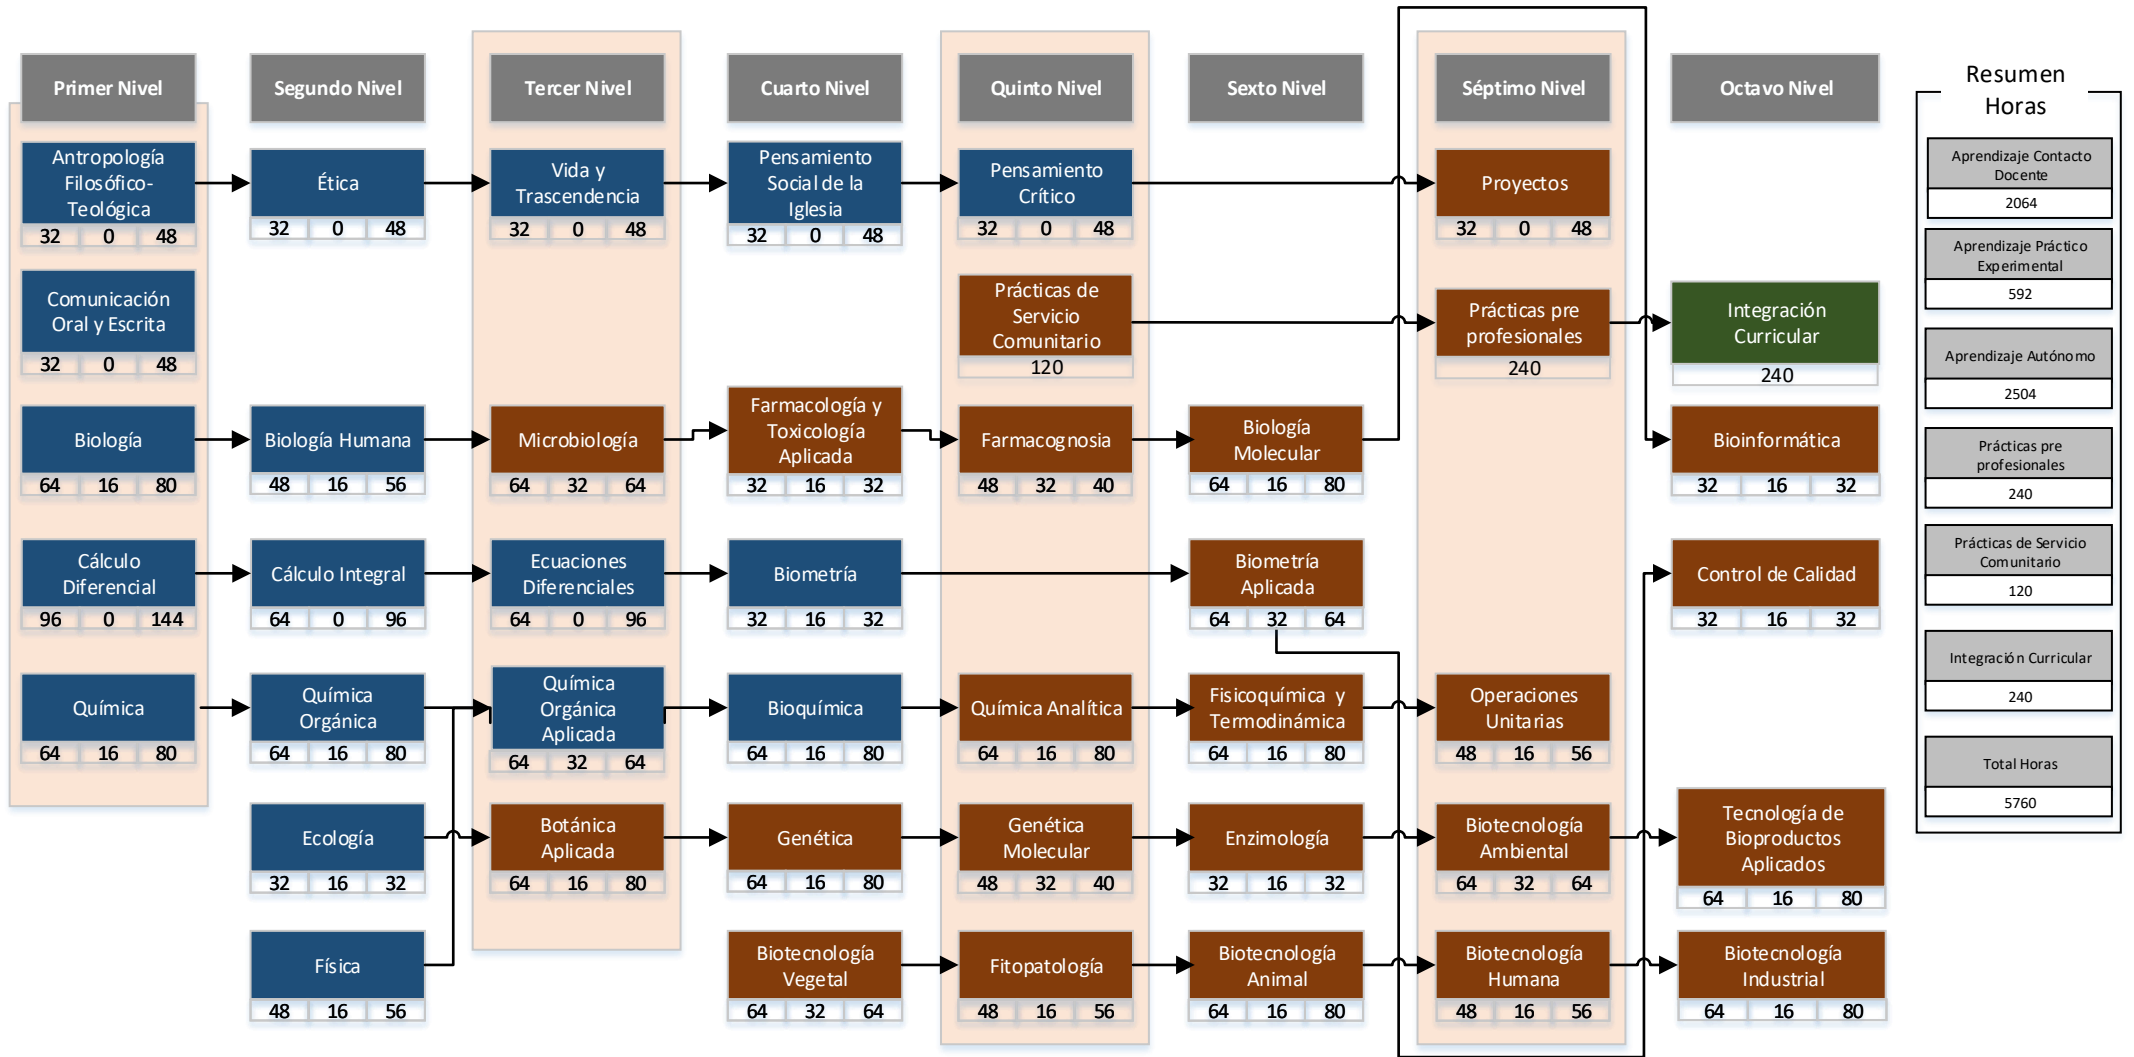 Primer Nivel
Segundo Nivel
Tercer Nivel
Cuarto Nivel
Quinto Nivel
Sexto Nivel
Séptimo Nivel
Octavo Nivel
Antropología
Filosófico-
Teológica
32 0 48
Ética
32 0 48
Vida y
Trascendencia
32 0 48
Pensamiento
Social de la
Iglesia
32 0 48
Pensamiento
Crítico
32 0 48
Proyectos
32 0 48
Comunicación
Oral y Escrita
32 0 48
Prácticas de
Servicio
Comunitario
120
Prácticas pre
profesionales
240
Integración
Curricular
240
Biología
64 16 80
Biología Humana
48 16 56
Microbiología
64 32 64
Farmacología y
Toxicología
Aplicada
32 16 32
Farmacognosia
48 32 40
Biología
Molecular
64 16 80
Bioinformática
32 16 32
Cálculo
Diferencial
96 0 144
Cálculo Integral
64 0 96
Ecuaciones
Diferenciales
64 0 96
Biometría
32 16 32
Biometría
Aplicada
64 32 64
Control de Calidad
32 16 32
Química
64 16 80
Química
Orgánica
64 16 80
Química
Orgánica
Aplicada
64 32 64
Bioquímica
64 16 80
Química Analítica
64 16 80
Fisicoquímica y
Termodinámica
64 16 80
Operaciones
Unitarias
48 16 56
Ecología
32 16 32
Botánica
Aplicada
64 16 80
Genética
64 16 80
Genética
Molecular
48 32 40
Enzimología
32 16 32
Biotecnología
Ambiental
64 32 64
Tecnología de
Bioproductos
Aplicados
64 16 80
Física
48 16 56
Biotecnología
Vegetal
64 32 64
Fitopatología
48 16 56
Biotecnología
Animal
64 16 80
Biotecnología
Humana
48 16 56
Biotecnología
Industrial
64 16 80
Resumen
Horas
Aprendizaje Contacto
Docente
2064
Aprendizaje Práctico
Experimental
592
Aprendizaje Autónomo
2504
Prácticas pre
profesionales
240
Prácticas de Servicio
Comunitario
120
Integración Curricular
240
Total Horas
5760